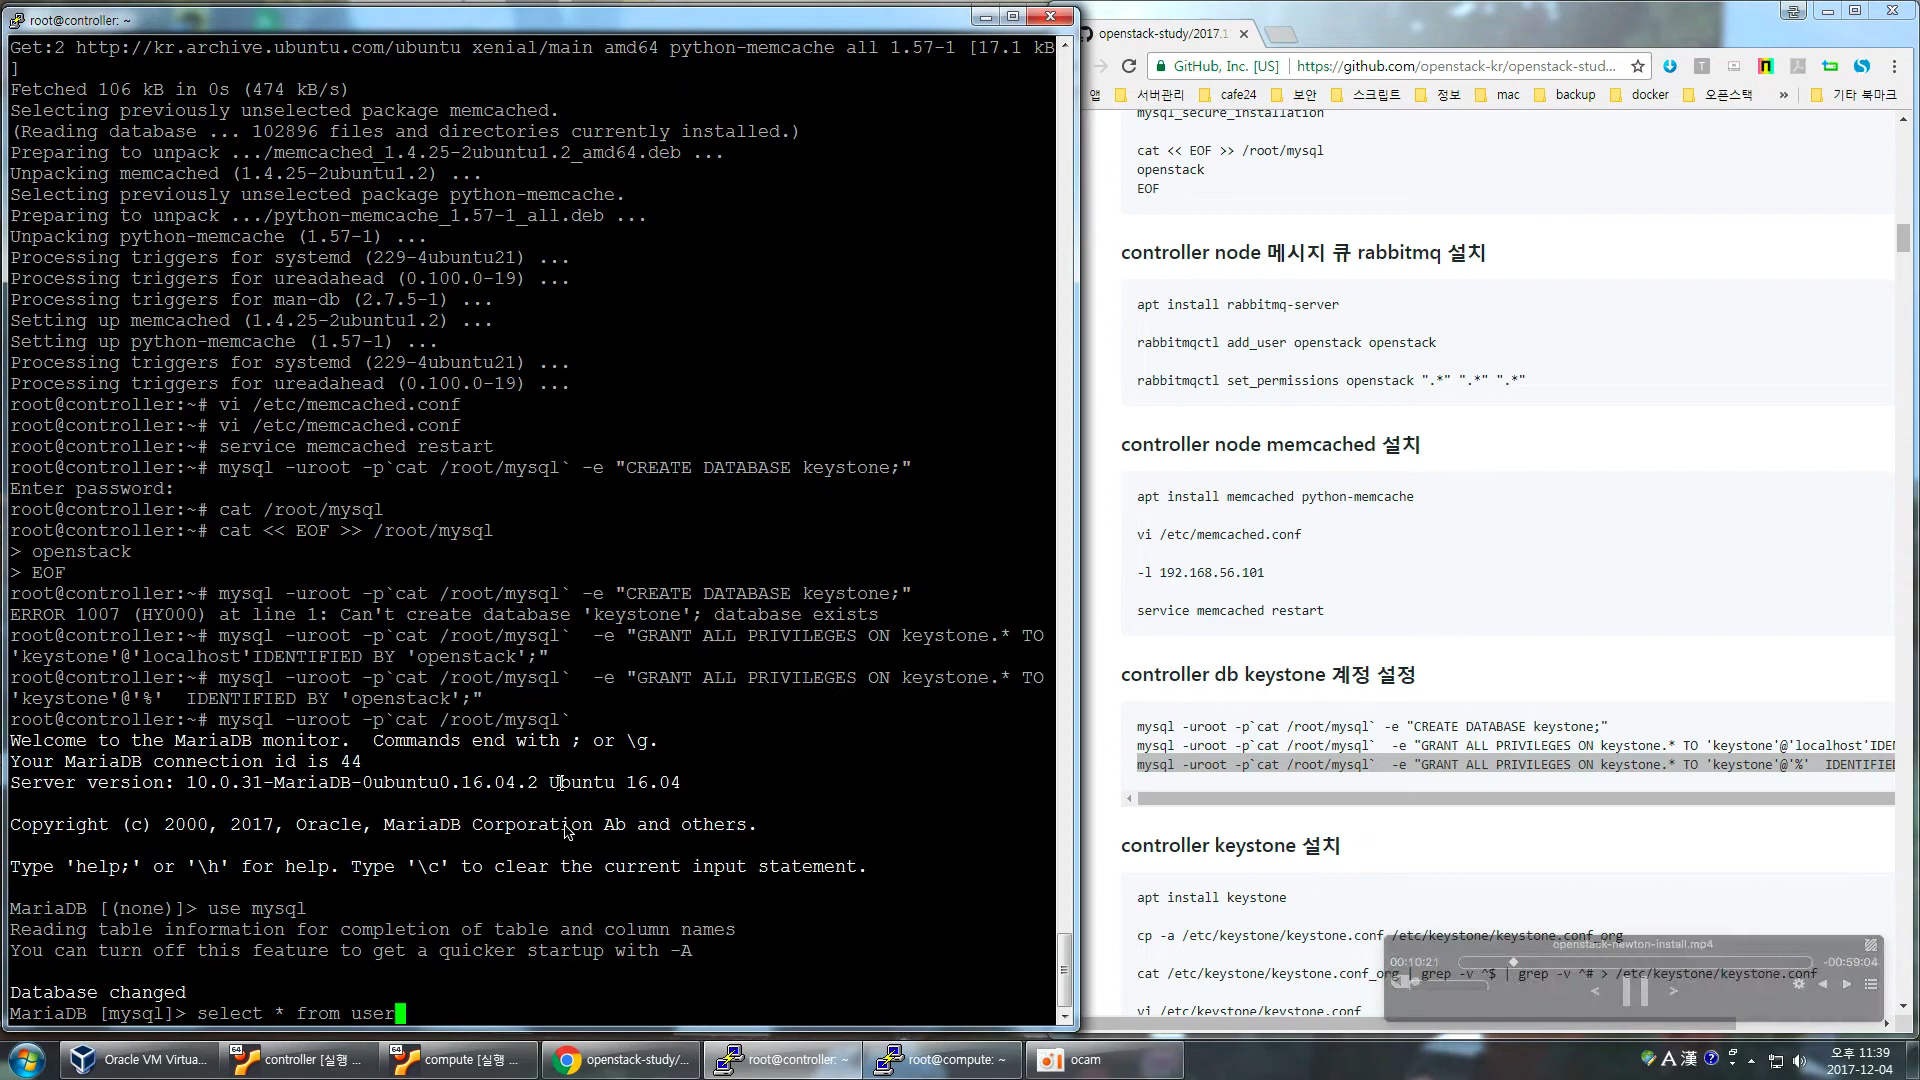 root@controller: ~
Get:2 http://kr.archive.ubuntu.com/ubuntu xenial/main amd64 python-memcache all 1.57-1 [17.1 kB
]
Fetched 106 kB in 0s (474 kB/s)
Selecting previously unselected package memcached.
(Reading database ... 102896 files and directories currently installed.)
Preparing to unpack .../memcached_1.4.25-2ubuntu1.2_amd64.deb ...
Unpacking memcached (1.4.25-2ubuntu1.2) ...
Selecting previously unselected package python-memcache.
Preparing to unpack .../python-memcache_1.57-1_all.deb ...
Unpacking python-memcache (1.57-1) ...
Processing triggers for systemd (229-4ubuntu21) ...
Processing triggers for ureadahead (0.100.0-19) ...
Processing triggers for man-db (2.7.5-1) ...
Setting up memcached (1.4.25-2ubuntu1.2) ...
Setting up python-memcache (1.57-1) ...
Processing triggers for systemd (229-4ubuntu21) ...
Processing triggers for ureadahead (0.100.0-19) ...
root@controller:~# vi /etc/memcached.conf
root@controller:~# vi /etc/memcached.conf
root@controller:~# service memcached restart
root@controller:~# mysql -uroot -p`cat /root/mysql` -e "CREATE DATABASE keystone;"
Enter password:
root@controller:~# cat /root/mysql
root@controller:~# cat << EOF >> /root/mysql
> openstack
> EOF
root@controller:~# mysql -uroot -p`cat /root/mysql` -e "CREATE DATABASE keystone;"
ERROR 1007 (HY000) at line 1: Can't create database 'keystone'; database exists
root@controller:~# mysql -uroot -p`cat /root/mysql`  -e "GRANT ALL PRIVILEGES ON keystone.* TO
'keystone'@'localhost'IDENTIFIED BY 'openstack';"
root@controller:~# mysql -uroot -p`cat /root/mysql`  -e "GRANT ALL PRIVILEGES ON keystone.* TO
'keystone'@'%'  IDENTIFIED BY 'openstack';"
root@controller:~# mysql -uroot -p`cat /root/mysql`
Welcome to the MariaDB monitor.  Commands end with ; or \g.
Your MariaDB connection id is 44
Server version: 10.0.31-MariaDB-0ubuntu0.16.04.2 Ubuntu 16.04
Copyright (c) 2000, 2017, Oracle, MariaDB Corporation Ab and others.
Type 'help;' or '\h' for help. Type '\c' to clear the current input statement.
MariaDB [(none)]> use mysql
Reading table information for completion of table and column names
You can turn off this feature to get a quicker startup with -A
Database changed
MariaDB [mysql]> select * from user
openstack-study/2017.1
GitHub, Inc. [US] https://github.com/openstack-kr/openstack-stud...
앱 서버관리 cafe24 보안 스크립트 정보 mac backup docker 오픈스택 » 기타 북마크
mysql_secure_installation
cat << EOF >> /root/mysql
openstack
EOF
controller node 메시지 큐 rabbitmq 설치
apt install rabbitmq-server
rabbitmqctl add_user openstack openstack
rabbitmqctl set_permissions openstack ".*" ".*" ".*"
controller node memcached 설치
apt install memcached python-memcache
vi /etc/memcached.conf
-l 192.168.56.101
service memcached restart
controller db keystone 계정 설정
mysql -uroot -p`cat /root/mysql` -e "CREATE DATABASE keystone;"
mysql -uroot -p`cat /root/mysql`  -e "GRANT ALL PRIVILEGES ON keystone.* TO 'keystone'@'localhost'IDEN
mysql -uroot -p`cat /root/mysql`  -e "GRANT ALL PRIVILEGES ON keystone.* TO 'keystone'@'%'  IDENTIFIED
controller keystone 설치
apt install keystone
cp -a /etc/keystone/keystone.conf /etc/keystone/keystone.conf_org
cat /etc/keystone/keystone.conf_org | grep -v ^$ | grep -v ^# > /etc/keystone/keystone.conf
vi /etc/keystone/keystone.conf
openstack-newton-install.mp4
00:10:21
-00:59:04
Oracle VM Virtua...
64 controller [실행 ...
64 compute [실행 ...
openstack-study/...
root@controller: ~
root@compute: ~
ocam
A 漢
오후 11:39
2017-12-04